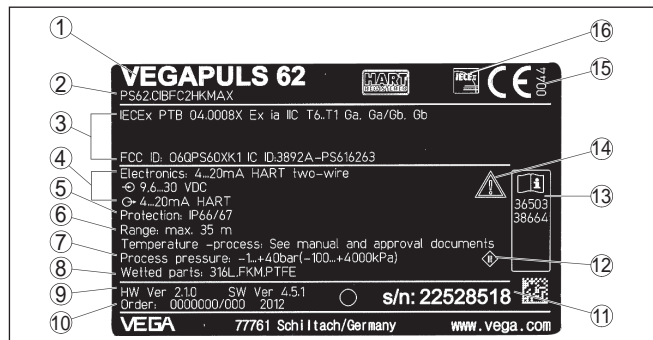 1
16
VEGAPULS 62
HART
REGISTERED
IECEx
CE 0044
15
2
PS62.CIBFC2HKMAX
3
IECEx PTB 04.0008X Ex ia IIC T6..T1 Ga, Ga/Gb, Gb
FCC ID: O6QPS60XK1 IC ID:3892A-PS616263
4
Electronics: 4...20mA HART two-wire
14
9,6...30 VDC
4...20mA HART
13
36503
38664
5
Protection: IP66/67
6
Range: max. 35 m
Temperature -process: See manual and approval documents
7
Process pressure: -1...+40bar(-100...+4000kPa)
12
8
Wetted parts: 316L.FKM.PTFE
9
HW Ver 2.1.0 SW Ver 4.5.1
10
Order: 0000000/000 2012
s/n: 22528518
11
VEGA 77761 Schiltach/Germany www.vega.com